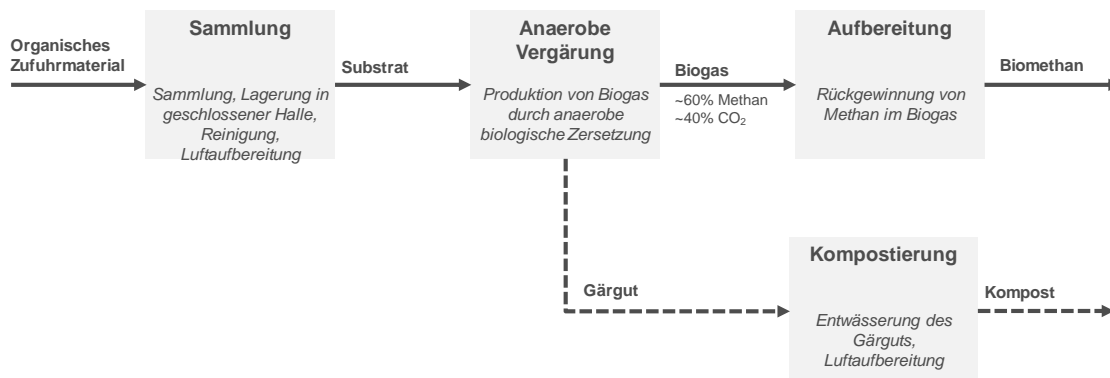 Organisches
Zufuhrmaterial
Sammlung
Sammlung, Lagerung in
geschlossener Halle,
Reinigung,
Luftaufbereitung
Substrat
Anaerobe
Vergärung
Produktion von Biogas
durch anaerobe
biologische Zersetzung
Biogas
~60% Methan
~40% CO₂
Aufbereitung
Rückgewinnung von
Methan im Biogas
Biomethan
Gärgut
Kompostierung
Entwässerung des
Gärguts,
Luftaufbereitung
Kompost